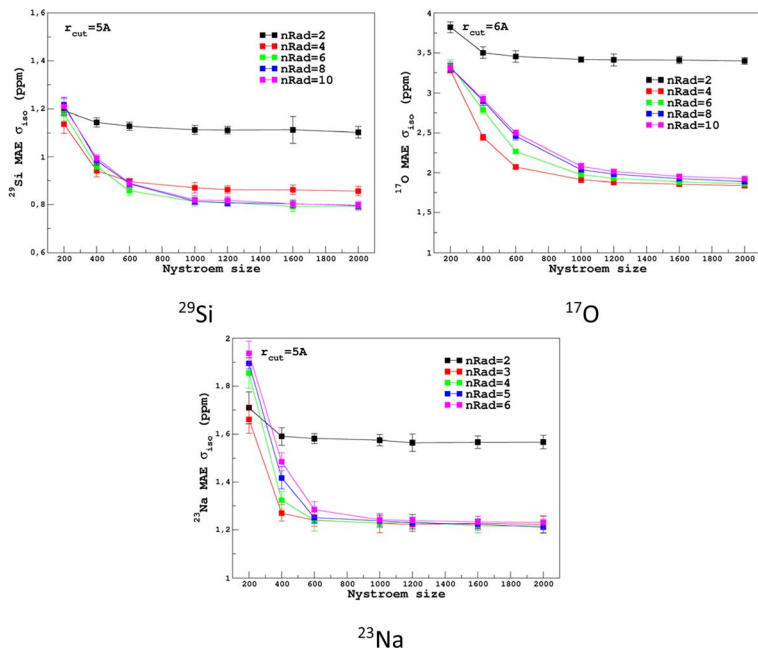 r_cut=5A
nRad=2
nRad=4
nRad=6
nRad=8
nRad=10
1,6
1,4
1,2
1
0,8
0,6
29Si MAE σ_iso (ppm)
200 400 600 800 1000 1200 1400 1600 1800 2000
Nystroem size
29Si
r_cut=6A
nRad=2
nRad=4
nRad=6
nRad=8
nRad=10
4
3,5
3
2,5
2
1,5
1
17O MAE σ_iso (ppm)
200 400 600 800 1000 1200 1400 1600 1800 2000
Nystroem size
17O
r_cut=5A
nRad=2
nRad=3
nRad=4
nRad=5
nRad=6
2
1,8
1,6
1,4
1,2
1
23Na MAE σ_iso (ppm)
200 400 600 800 1000 1200 1400 1600 1800 2000
Nystroem size
23Na